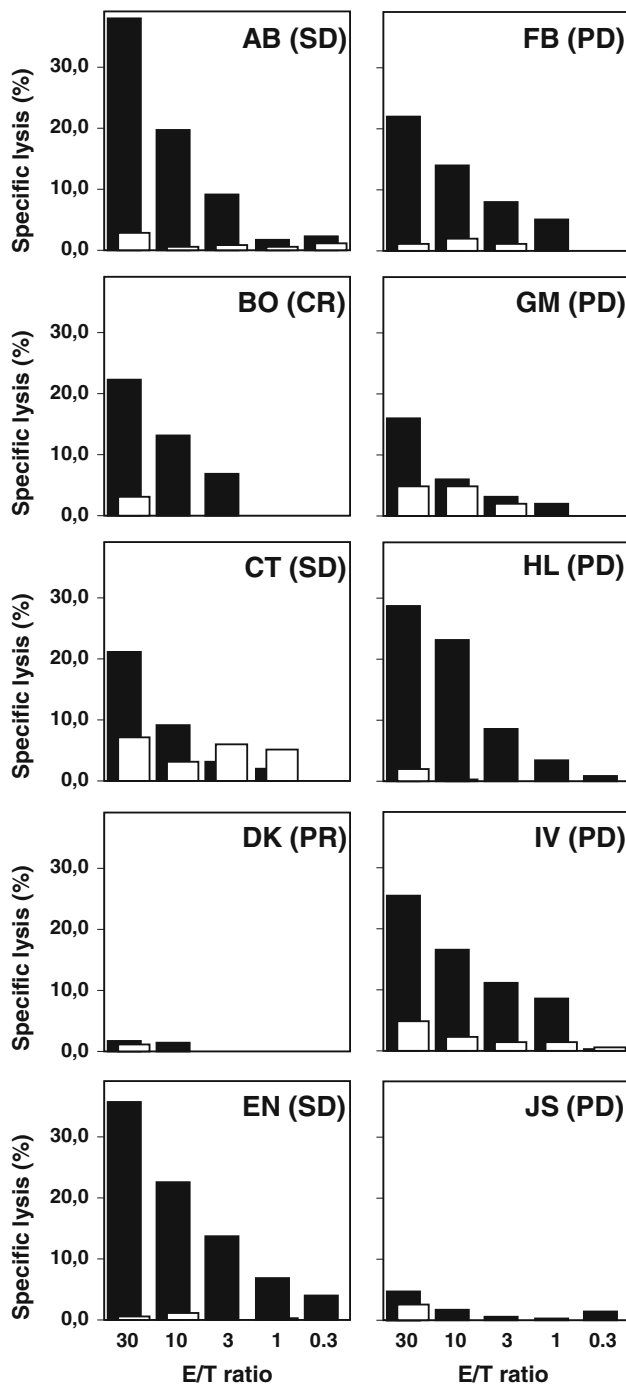 AB (SD)
Specific lysis (%)
30,0
20,0
10,0
0,0
FB (PD)
BO (CR)
Specific lysis (%)
30,0
20,0
10,0
0,0
GM (PD)
CT (SD)
Specific lysis (%)
30,0
20,0
10,0
0,0
HL (PD)
DK (PR)
Specific lysis (%)
30,0
20,0
10,0
0,0
IV (PD)
EN (SD)
Specific lysis (%)
30,0
20,0
10,0
0,0
30 10 3 1 0.3
E/T ratio
JS (PD)
30 10 3 1 0.3
E/T ratio